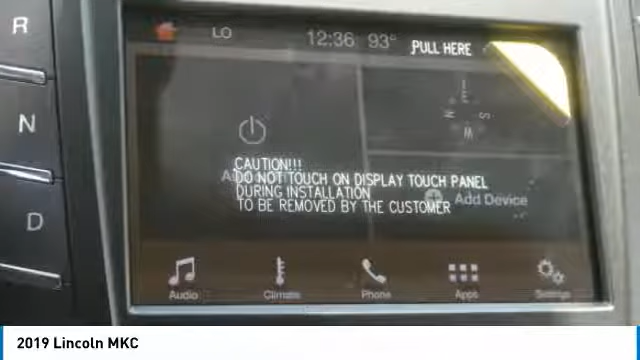 R
N
D
LO
12:36 93°
PULL HERE
E
N S
W
CAUTION!!!
DO NOT TOUCH ON DISPLAY TOUCH PANEL
DURING INSTALLATION
TO BE REMOVED BY THE CUSTOMER
Add Device
Audio
Climate
Phone
Apps
Settings
2019 Lincoln MKC